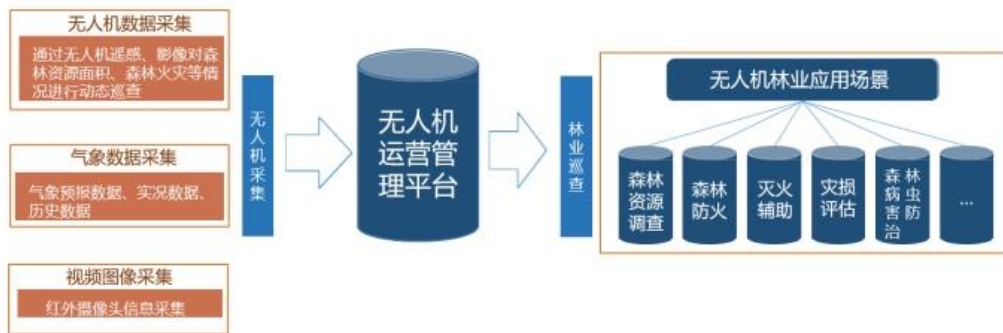 无人机数据采集
通过无人机遥感、影像对森
林资源面积、森林火灾等情
况进行动态巡查
气象数据采集
气象预报数据、实况数据、
历史数据
视频图像采集
红外摄像头信息采集
无人机采集
无人机
运营管
理平台
林业巡查
无人机林业应用场景
森林
资源
调查
森林
防火
灭火
辅助
灾损
评估
森林
病虫
害防
治
...